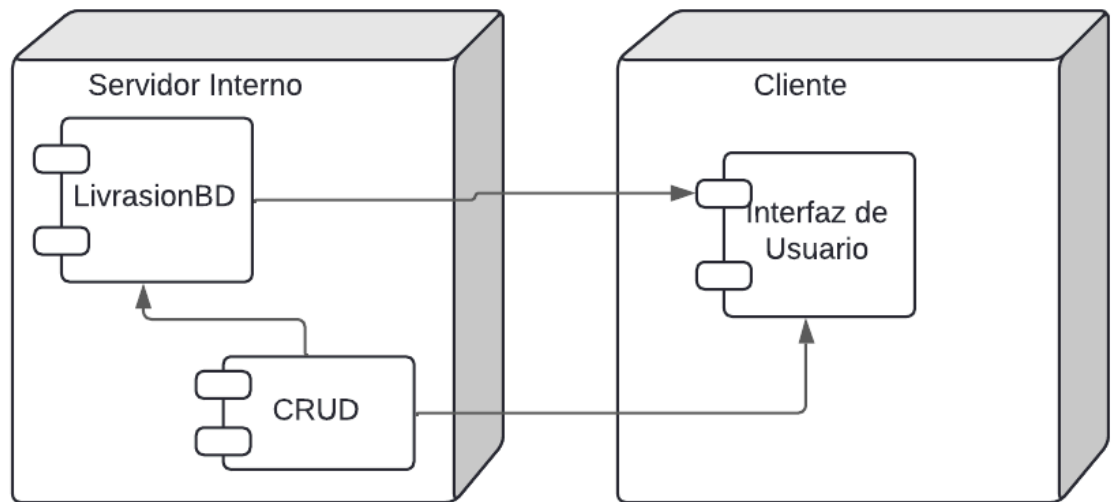 Servidor Interno
LivrasionBD
CRUD
Cliente
Interfaz de
Usuario